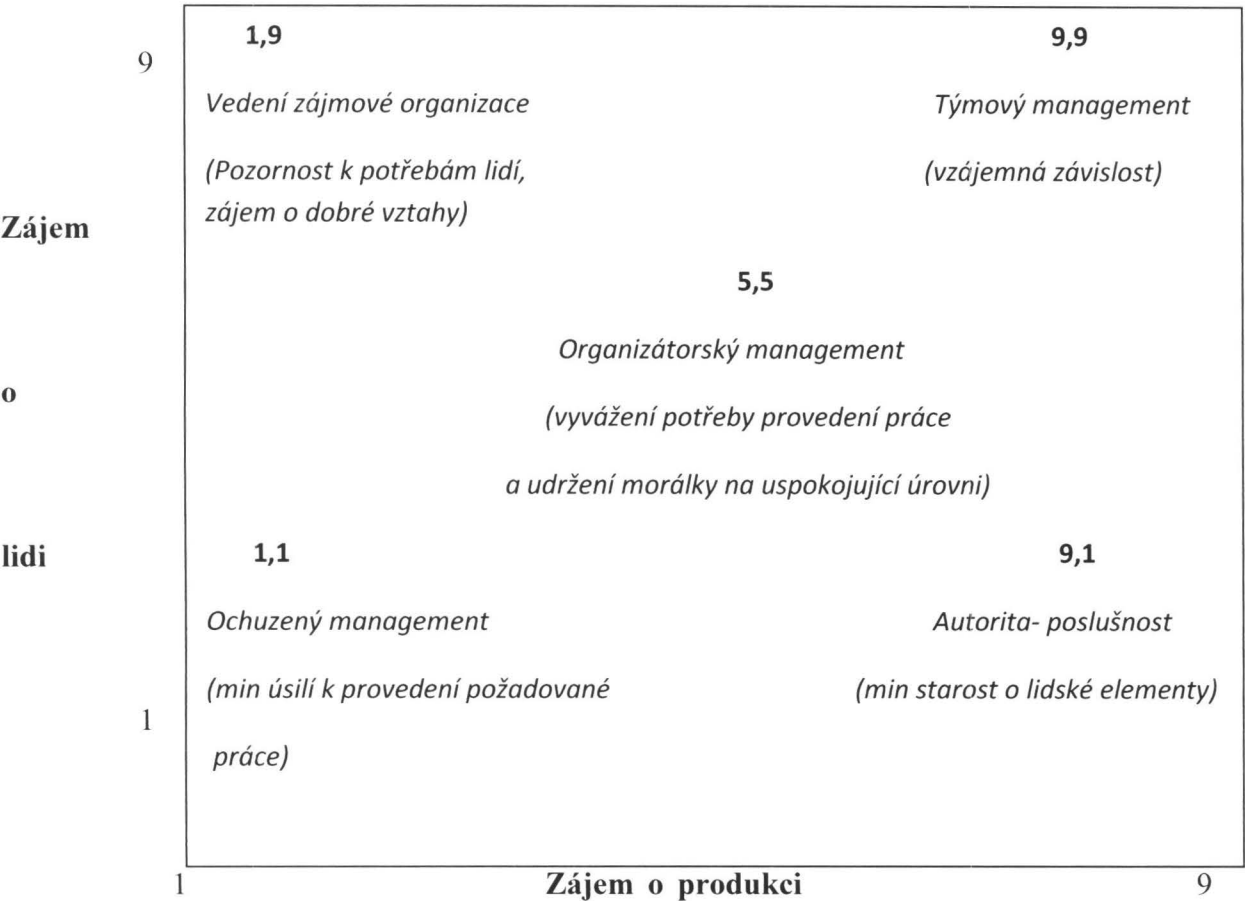 1,9
9,9
9
Vedení zájmové organizace
Týmový management
(Pozornost k potřebám lidí,
(vzájemná závislost)
zájem o dobré vztahy)
Zájem
5,5
Organizátorský management
o
(vyvážení potřeby provedení práce
a udržení morálky na uspokojující úrovni)
lidi
1,1
9,1
Ochuzený management
Autorita- poslušnost
(min úsilí k provedení požadované
(min starost o lidské elementy)
1
práce)
1
Zájem o produkci
9